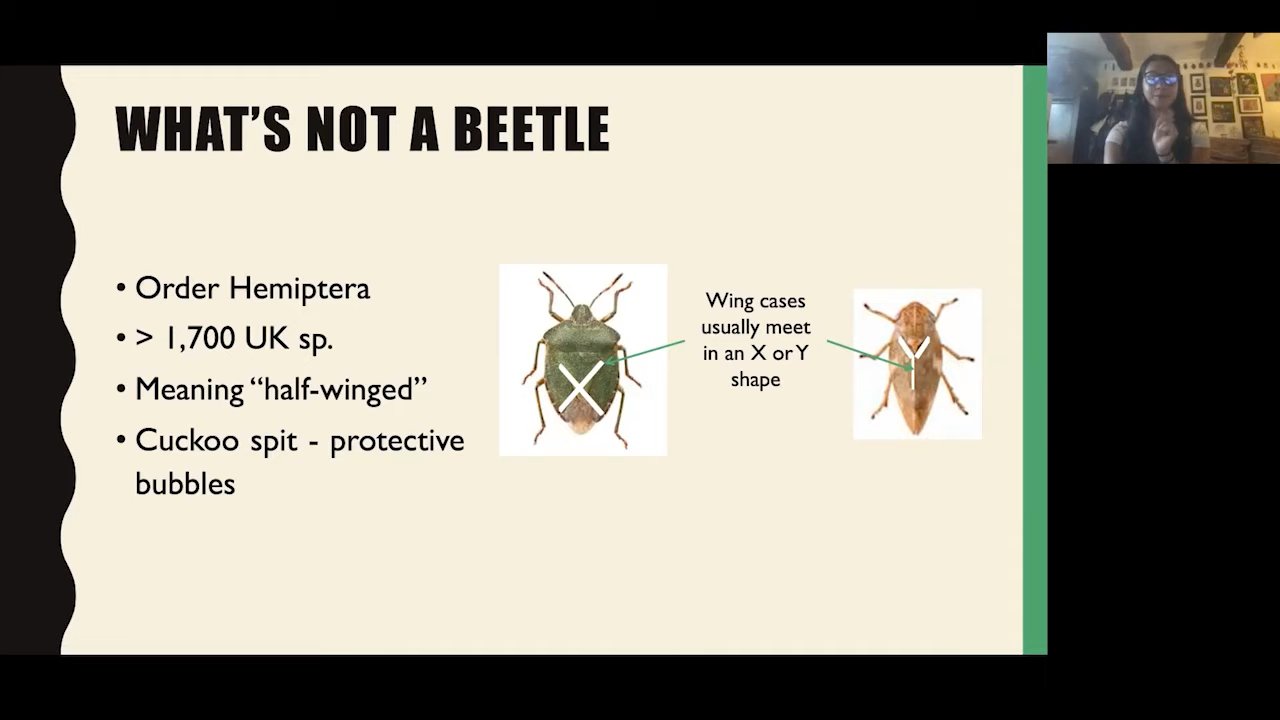 WHAT'S NOT A BEETLE
• Order Hemiptera
• > 1,700 UK sp.
• Meaning “half-winged”
• Cuckoo spit - protective
bubbles
Wing cases
usually meet
in an X or Y
shape
X
Y